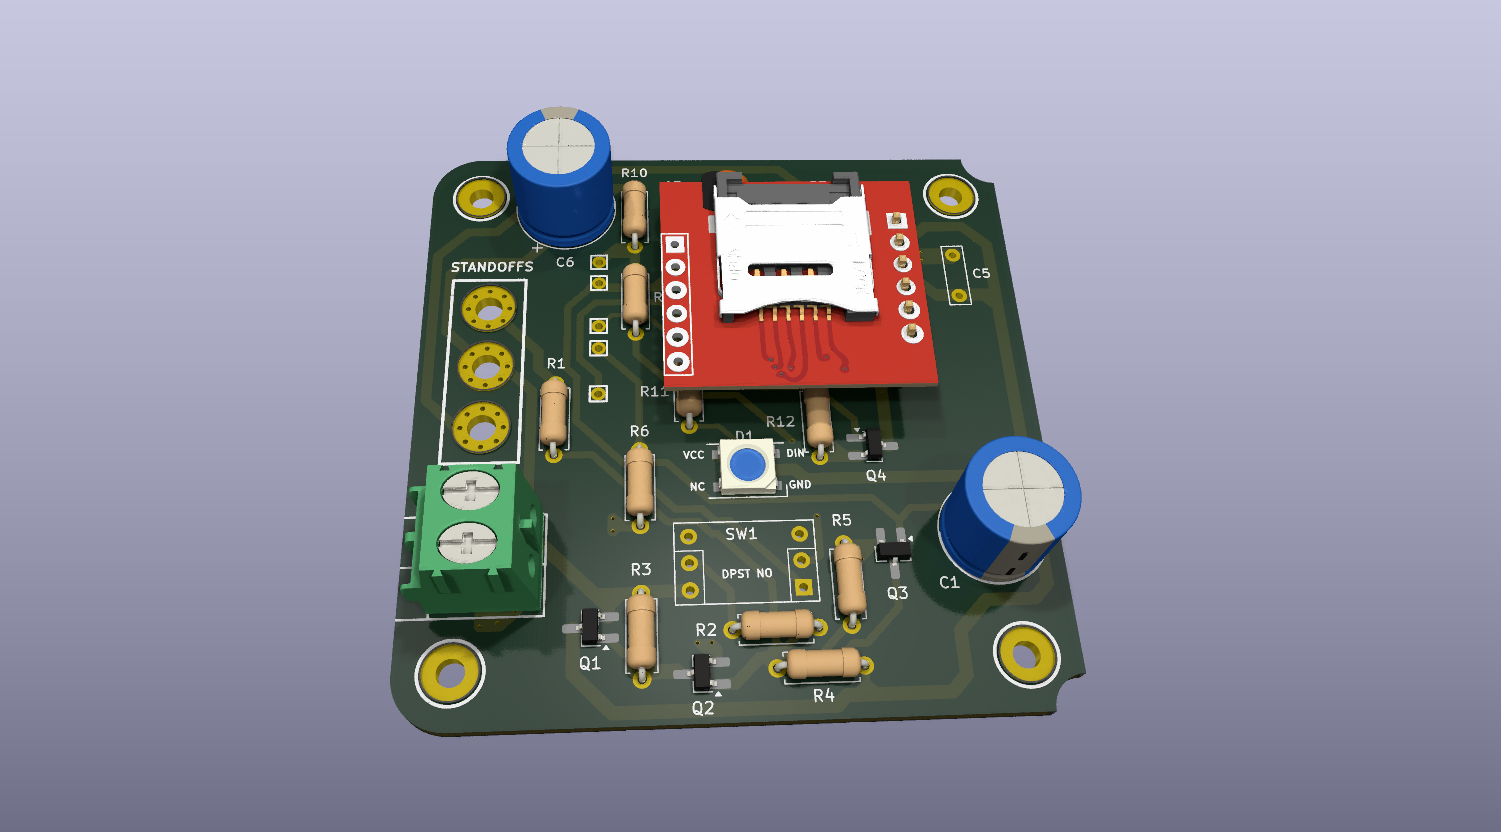 R10
+
C6
STANDOFFS
C5
R
R1
R11
R12
R6
D1
VCC
DIN
Q4
NC
GND
R5
SW1
DPST NO
R3
Q3
C1
R2
Q1
R4
Q2